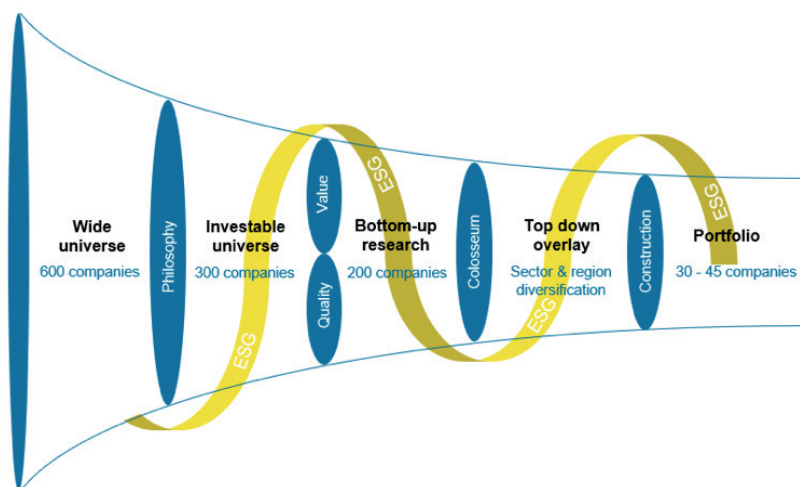 Wide
universe
600 companies
Philosophy
Investable
universe
300 companies
ESG
Value
Quality
Bottom-up
research
200 companies
ESG
Colosseum
Top down
overlay
Sector & region
diversification
ESG
Construction
ESG
Portfolio
30 - 45 companies